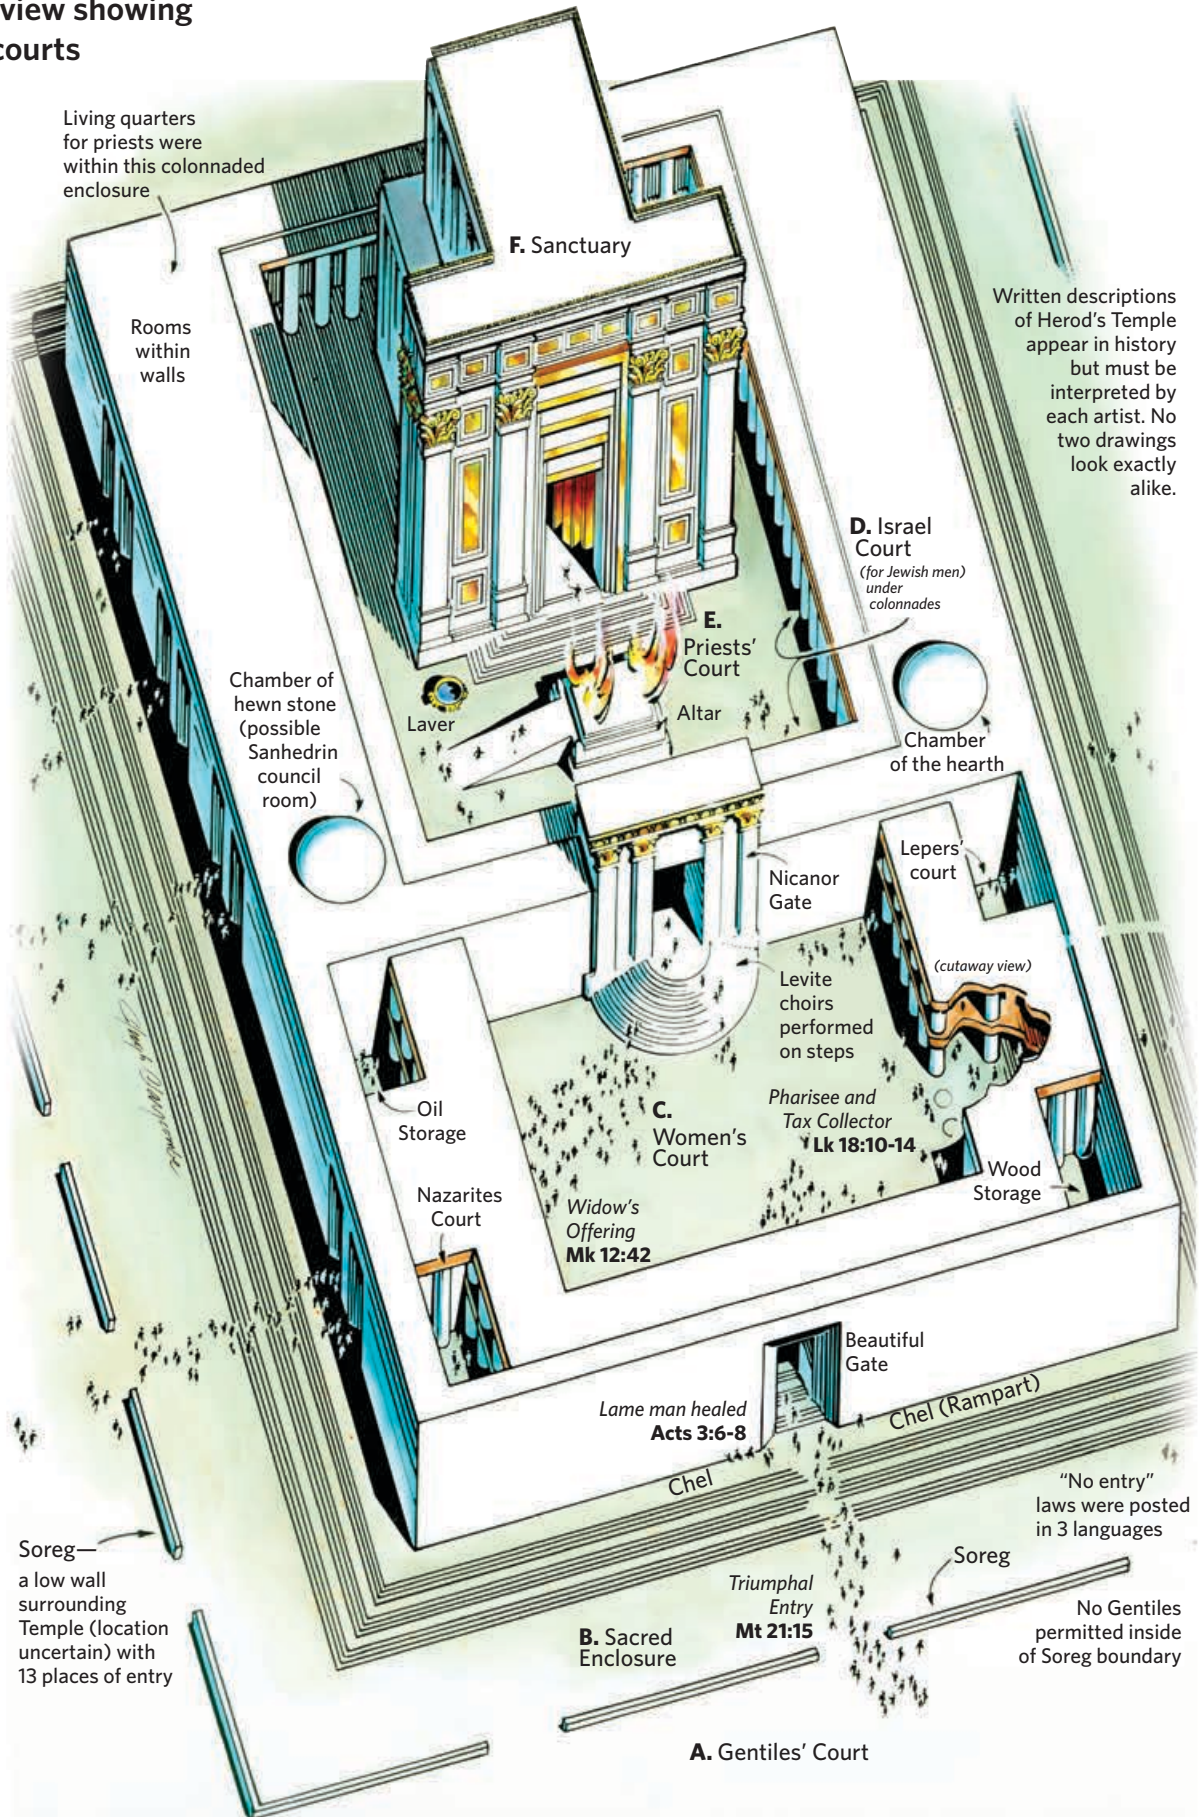 view showing
courts
Living quarters
for priests were
within this colonnaded
enclosure
F. Sanctuary
Rooms
within
walls
Written descriptions
of Herod's Temple
appear in history
but must be
interpreted by
each artist. No
two drawings
look exactly
alike.
D. Israel
Court
(for Jewish men)
under
colonnades
E.
Priests'
Court
Chamber of
hewn stone
(possible
Sanhedrin
council
room)
Laver
Altar
Chamber
of the hearth
Nicanor
Gate
Lepers'
court
(cutaway view)
Levite
choirs
performed
on steps
Oil
Storage
C.
Women's
Court
Pharisee and
Tax Collector
Lk 18:10-14
Nazarites
Court
Widow's
Offering
Mk 12:42
Wood
Storage
Beautiful
Gate
Lame man healed
Acts 3:6-8
Chel (Rampart)
Chel
"No entry"
laws were posted
in 3 languages
Soreg—
a low wall
surrounding
Temple (location
uncertain) with
13 places of entry
Soreg
Triumphal
Entry
Mt 21:15
No Gentiles
permitted inside
of Soreg boundary
B. Sacred
Enclosure
A. Gentiles' Court